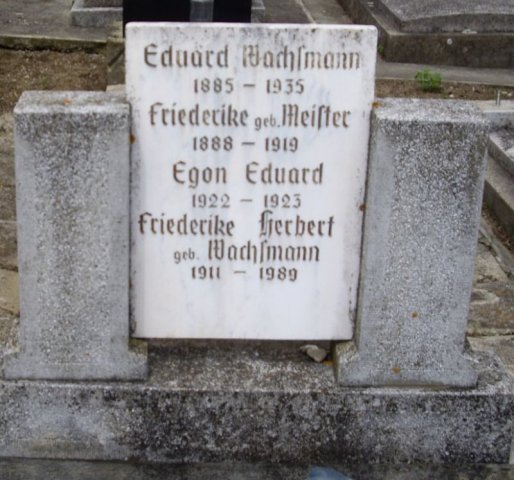 Eduard Wachſmann
1885 – 1935
Friederike geb. Meiſter
1888 – 1919
Egon Eduard
1922 – 1923
Friederike Herbert
geb. Wachſmann
1911 – 1989